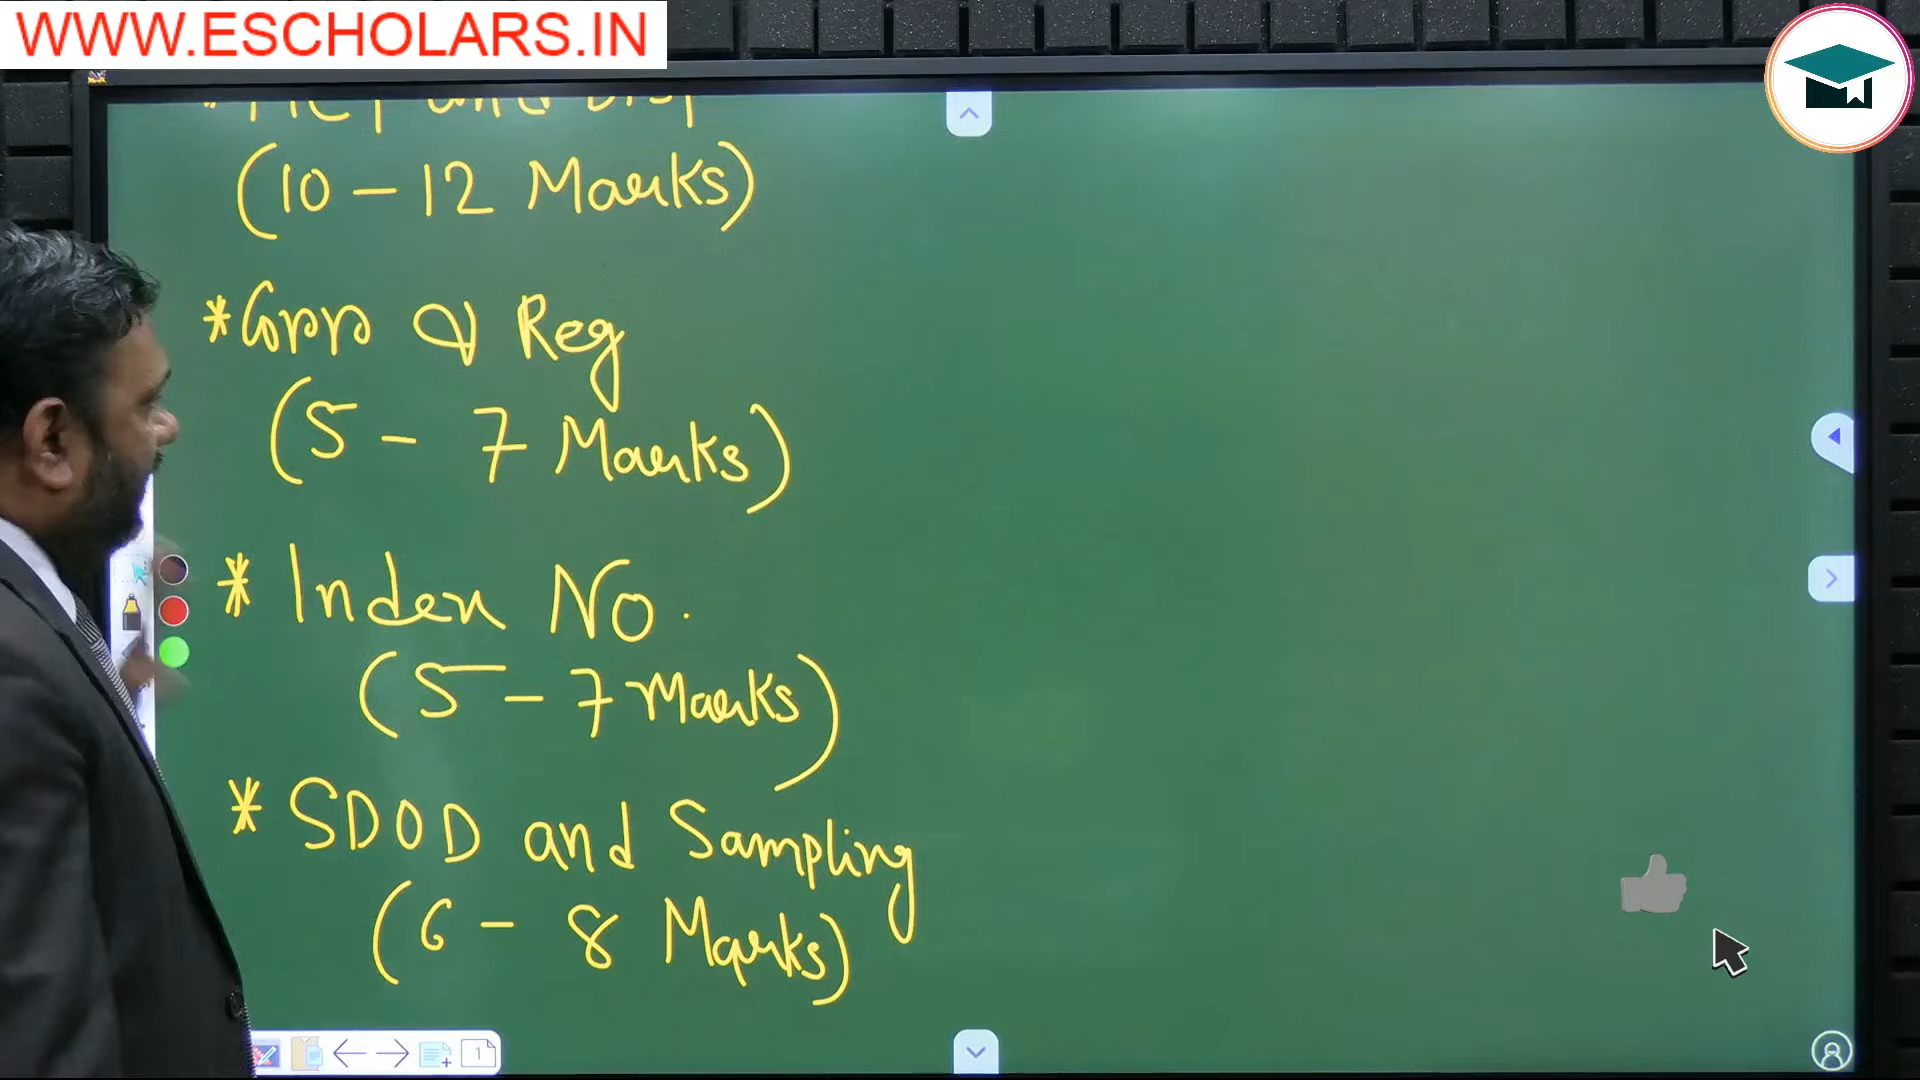 WWW.ESCHOLARS.IN
(10 – 12 Marks)
* Corr & Reg
(5 – 7 Marks)
* Index No.
(5 – 7 Marks)
* SDOD and Sampling
(6 – 8 Marks)
1